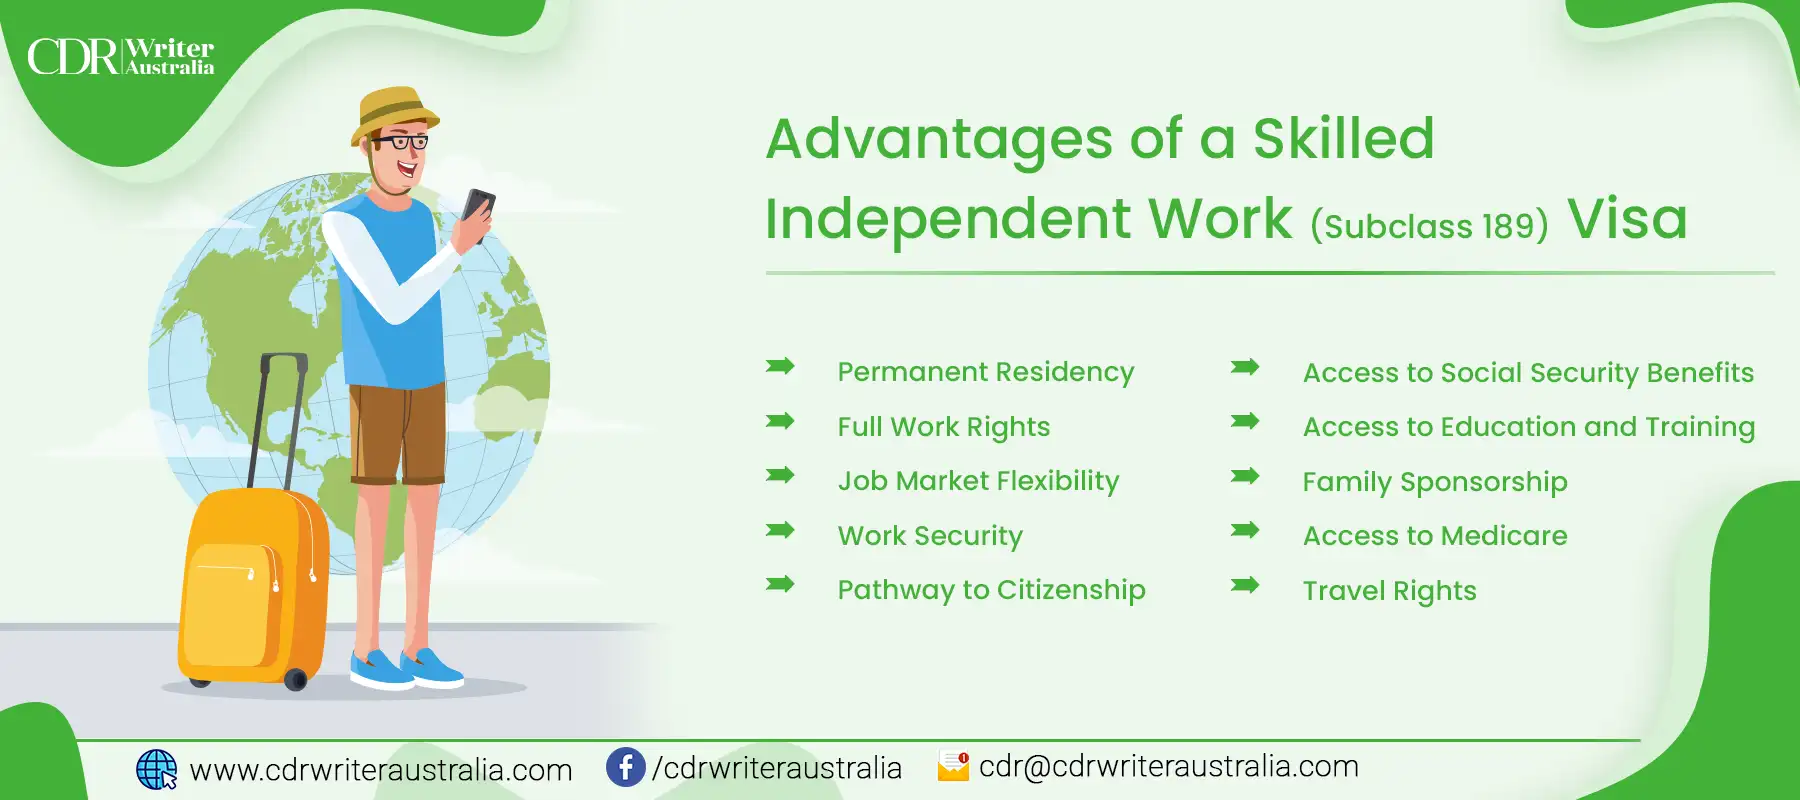 CDR Writer
Australia
Advantages of a Skilled
Independent Work (Subclass 189) Visa
Permanent Residency
Full Work Rights
Job Market Flexibility
Work Security
Pathway to Citizenship
Access to Social Security Benefits
Access to Education and Training
Family Sponsorship
Access to Medicare
Travel Rights
www.cdrwriteraustralia.com
/cdrwriteraustralia
cdr@cdrwriteraustralia.com